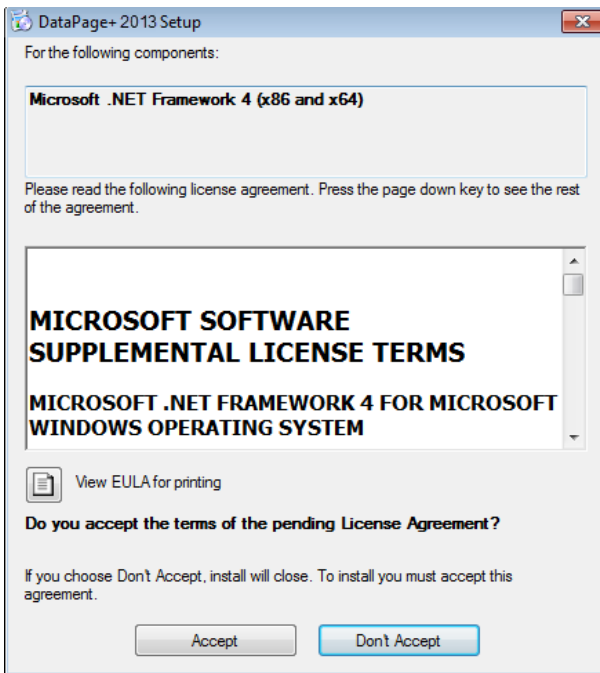 DataPage+ 2013 Setup
For the following components:
Microsoft .NET Framework 4 (x86 and x64)
Please read the following license agreement. Press the page down key to see the rest
of the agreement.
MICROSOFT SOFTWARE
SUPPLEMENTAL LICENSE TERMS
MICROSOFT .NET FRAMEWORK 4 FOR MICROSOFT
WINDOWS OPERATING SYSTEM
View EULA for printing
Do you accept the terms of the pending License Agreement?
If you choose Don't Accept, install will close. To install you must accept this
agreement.
Accept
Don't Accept